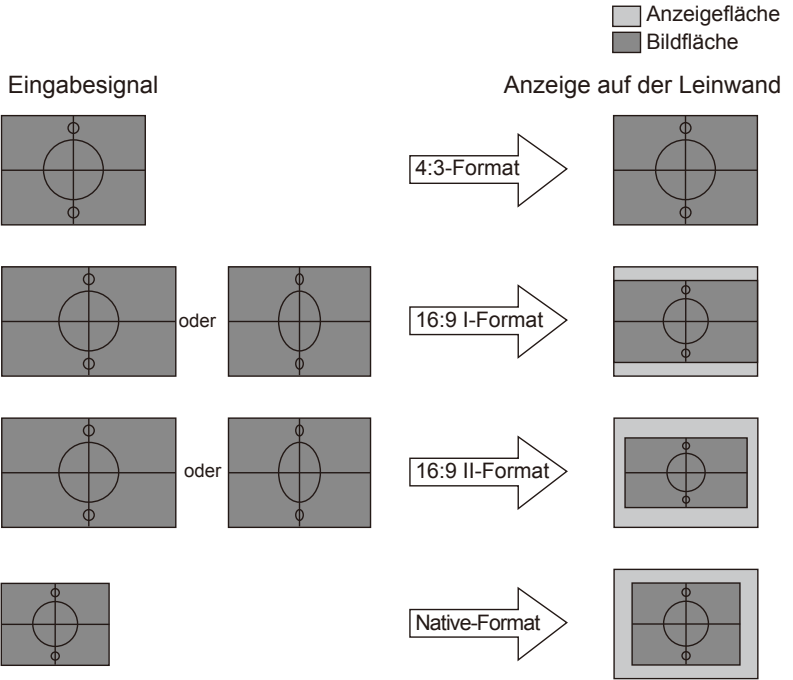 Anzeigefläche
Bildfläche
Eingabesignal
Anzeige auf der Leinwand
4:3-Format
oder
16:9 I-Format
oder
16:9 II-Format
Native-Format